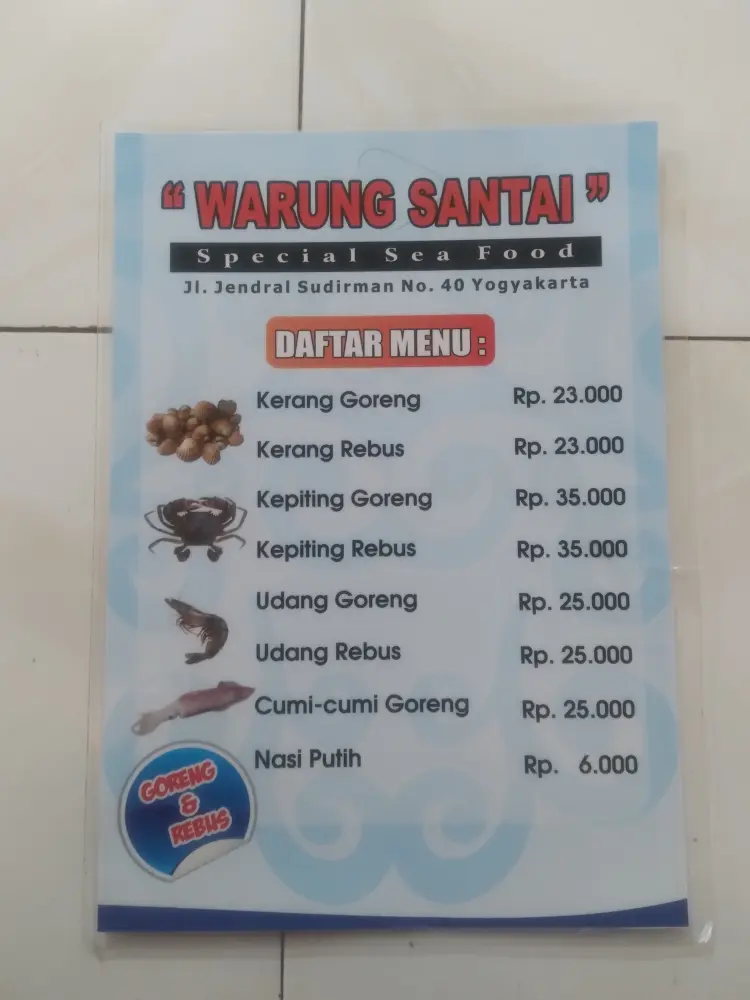 “ WARUNG SANTAI ”
Special Sea Food
Jl. Jendral Sudirman No. 40 Yogyakarta
DAFTAR MENU :
Kerang Goreng Rp. 23.000
Kerang Rebus Rp. 23.000
Kepiting Goreng Rp. 35.000
Kepiting Rebus Rp. 35.000
Udang Goreng Rp. 25.000
Udang Rebus Rp. 25.000
Cumi-cumi Goreng Rp. 25.000
Nasi Putih Rp. 6.000
GORENG
&
REBUS